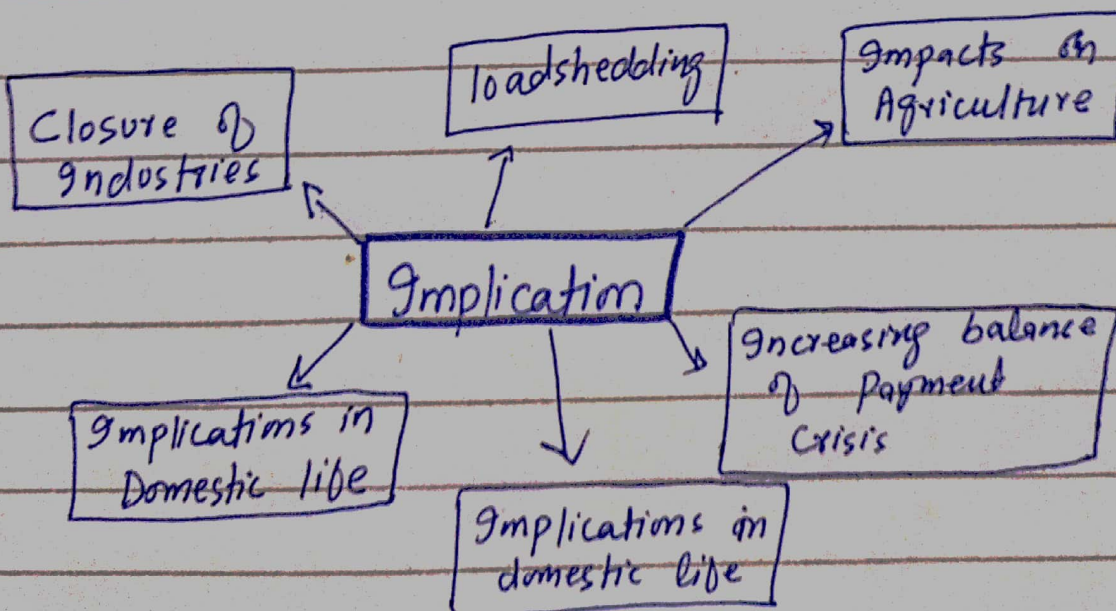 loadshedding
Impacts on
Agriculture
Closure of
Industries
Implication
Increasing balance
of Payment
Crisis
Implications in
Domestic life
Implications in
domestic life